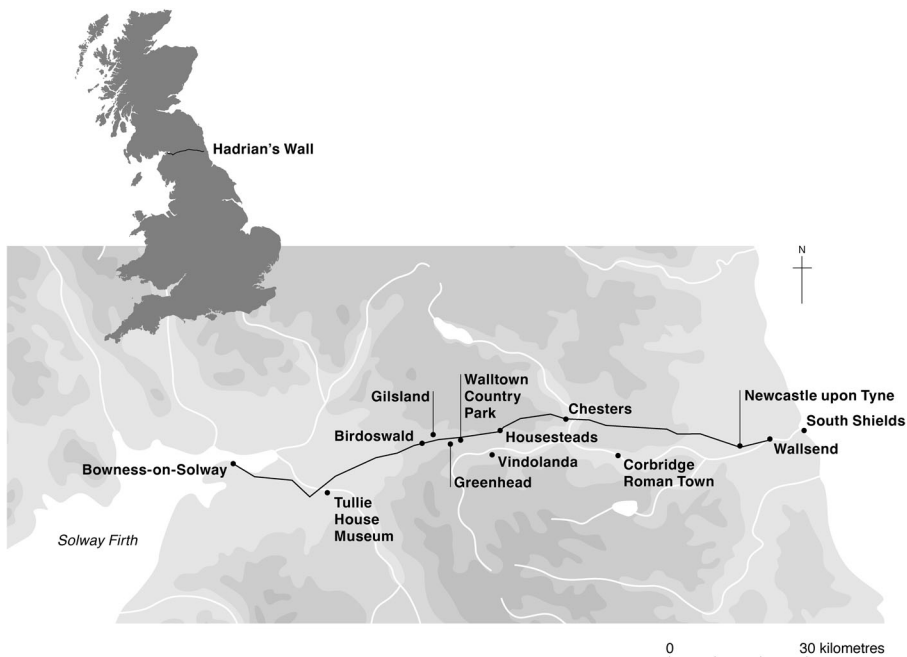 Hadrian's Wall
N
Walltown
Country
Park
Gilsland
Newcastle upon Tyne
Chesters
South Shields
Birdoswald
Housesteads
Wallsend
Bowness-on-Solway
Vindolanda
Corbridge
Roman Town
Greenhead
Tullie
House
Museum
Solway Firth
0 30 kilometres